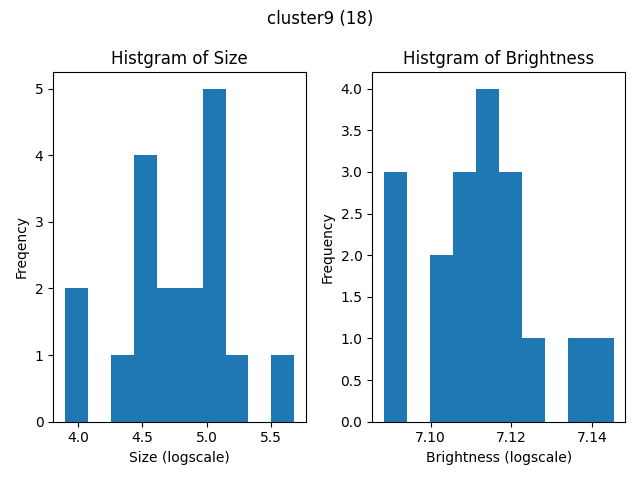 cluster9 (18)
Histgram of Size
Histgram of Brightness
5
4
3
2
1
0
Freqency
4.0 4.5 5.0 5.5
Size (logscale)
4.0
3.5
3.0
2.5
2.0
1.5
1.0
0.5
0.0
Frequency
7.10 7.12 7.14
Brightness (logscale)